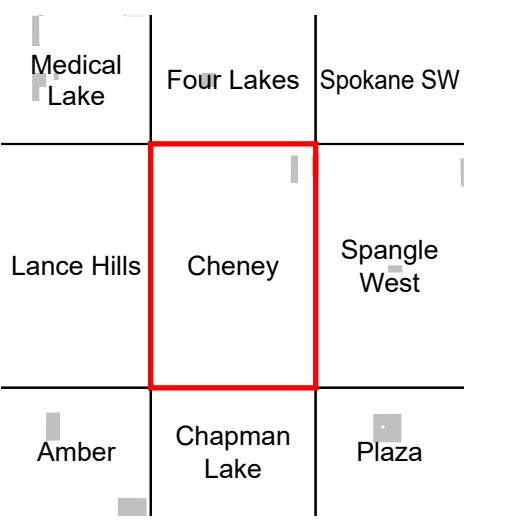 Medical
Lake
Four Lakes
Spokane SW
Lance Hills
Cheney
Spangle
West
Amber
Chapman
Lake
Plaza